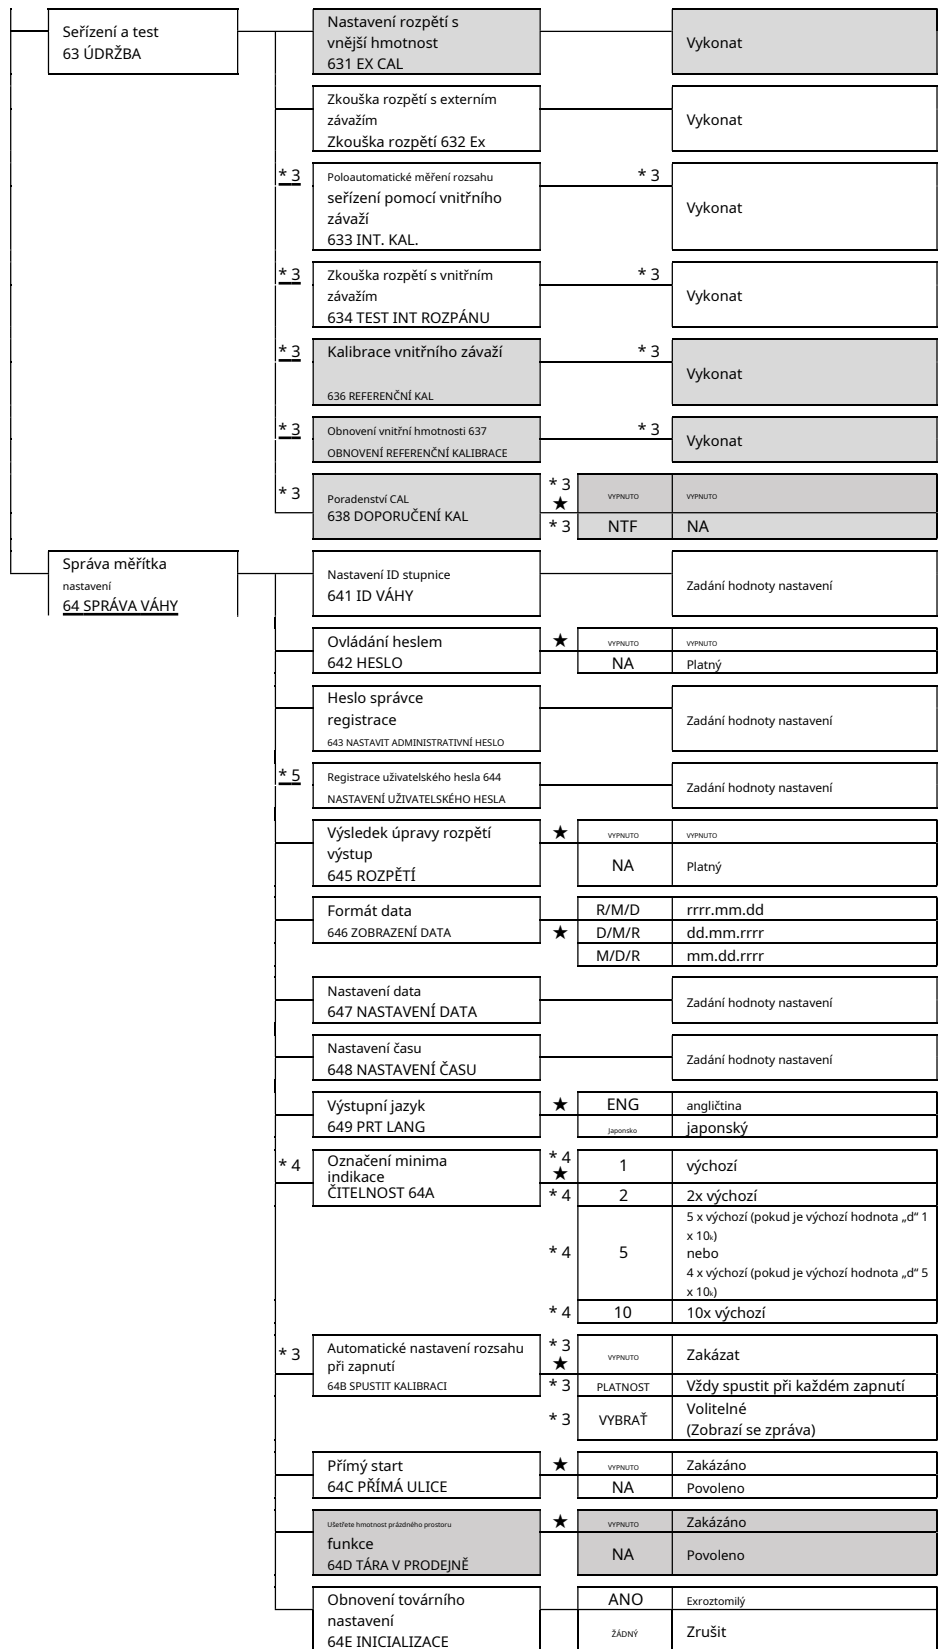 Seřízení a test
63 ÚDRŽBA
Nastavení rozpětí s
vnější hmotnost
631 EX CAL
Vykonat
Zkouška rozpětí s externím
závažím
Zkouška rozpětí 632 Ex
Vykonat
* 3
Poloautomatické měření rozsahu
seřízení pomocí vnitřního
závaží
633 INT. KAL.
* 3
Vykonat
* 3
Zkouška rozpětí s vnitřním
závažím
634 TEST INT ROZPÁNU
* 3
Vykonat
* 3
Kalibrace vnitřního závaží
636 REFERENČNÍ KAL
* 3
Vykonat
* 3
Obnovení vnitřní hmotnosti 637
OBNOVENÍ REFERENČNÍ KALIBRACE
* 3
Vykonat
* 3
Poradenství CAL
638 DOPORUČENÍ KAL
* 3
★
VYPNUTO
VYPNUTO
* 3
NTF
NA
Správa měřítka
nastavení
64 SPRÁVA VÁHY
Nastavení ID stupnice
641 ID VÁHY
Zadání hodnoty nastavení
Ovládání heslem
642 HESLO
★
VYPNUTO
VYPNUTO
NA
Platný
Heslo správce
registrace
643 NASTAVIT ADMINISTRATIVNÍ HESLO
Zadání hodnoty nastavení
* 5
Registrace uživatelského hesla 644
NASTAVENÍ UŽIVATELSKÉHO HESLA
Zadání hodnoty nastavení
Výsledek úpravy rozpětí
výstup
645 ROZPĚTÍ
★
VYPNUTO
VYPNUTO
NA
Platný
Formát data
646 ZOBRAZENÍ DATA
R/M/D
rrrr.mm.dd
★
D/M/R
dd.mm.rrrr
M/D/R
mm.dd.rrrr
Nastavení data
647 NASTAVENÍ DATA
Zadání hodnoty nastavení
Nastavení času
648 NASTAVENÍ ČASU
Zadání hodnoty nastavení
Výstupní jazyk
649 PRT LANG
★
ENG
angličtina
Japonsko
japonský
* 4
Označení minima
indikace
ČITELNOST 64A
* 4
★
1
výchozí
* 4
2
2x výchozí
* 4
5
5 x výchozí (pokud je výchozí hodnota „d“ 1
x 10k)
nebo
4 x výchozí (pokud je výchozí hodnota „d“ 5
x 10k)
* 4
10
10x výchozí
* 3
Automatické nastavení rozsahu
při zapnutí
64B SPUSTIT KALIBRACI
* 3
★
VYPNUTO
Zakázat
* 3
PLATNOST
Vždy spustit při každém zapnutí
* 3
VYBRAŤ
Volitelné
(Zobrazí se zpráva)
Přímý start
64C PŘÍMÁ ULICE
★
VYPNUTO
Zakázáno
NA
Povoleno
Ušetřete hmotnost prázdného prostoru
funkce
64D TÁRA V PRODEJNĚ
★
VYPNUTO
Zakázáno
NA
Povoleno
Obnovení továrního
nastavení
64E INICIALIZACE
ANO
Exroztomilý
ŽÁDNÝ
Zrušit